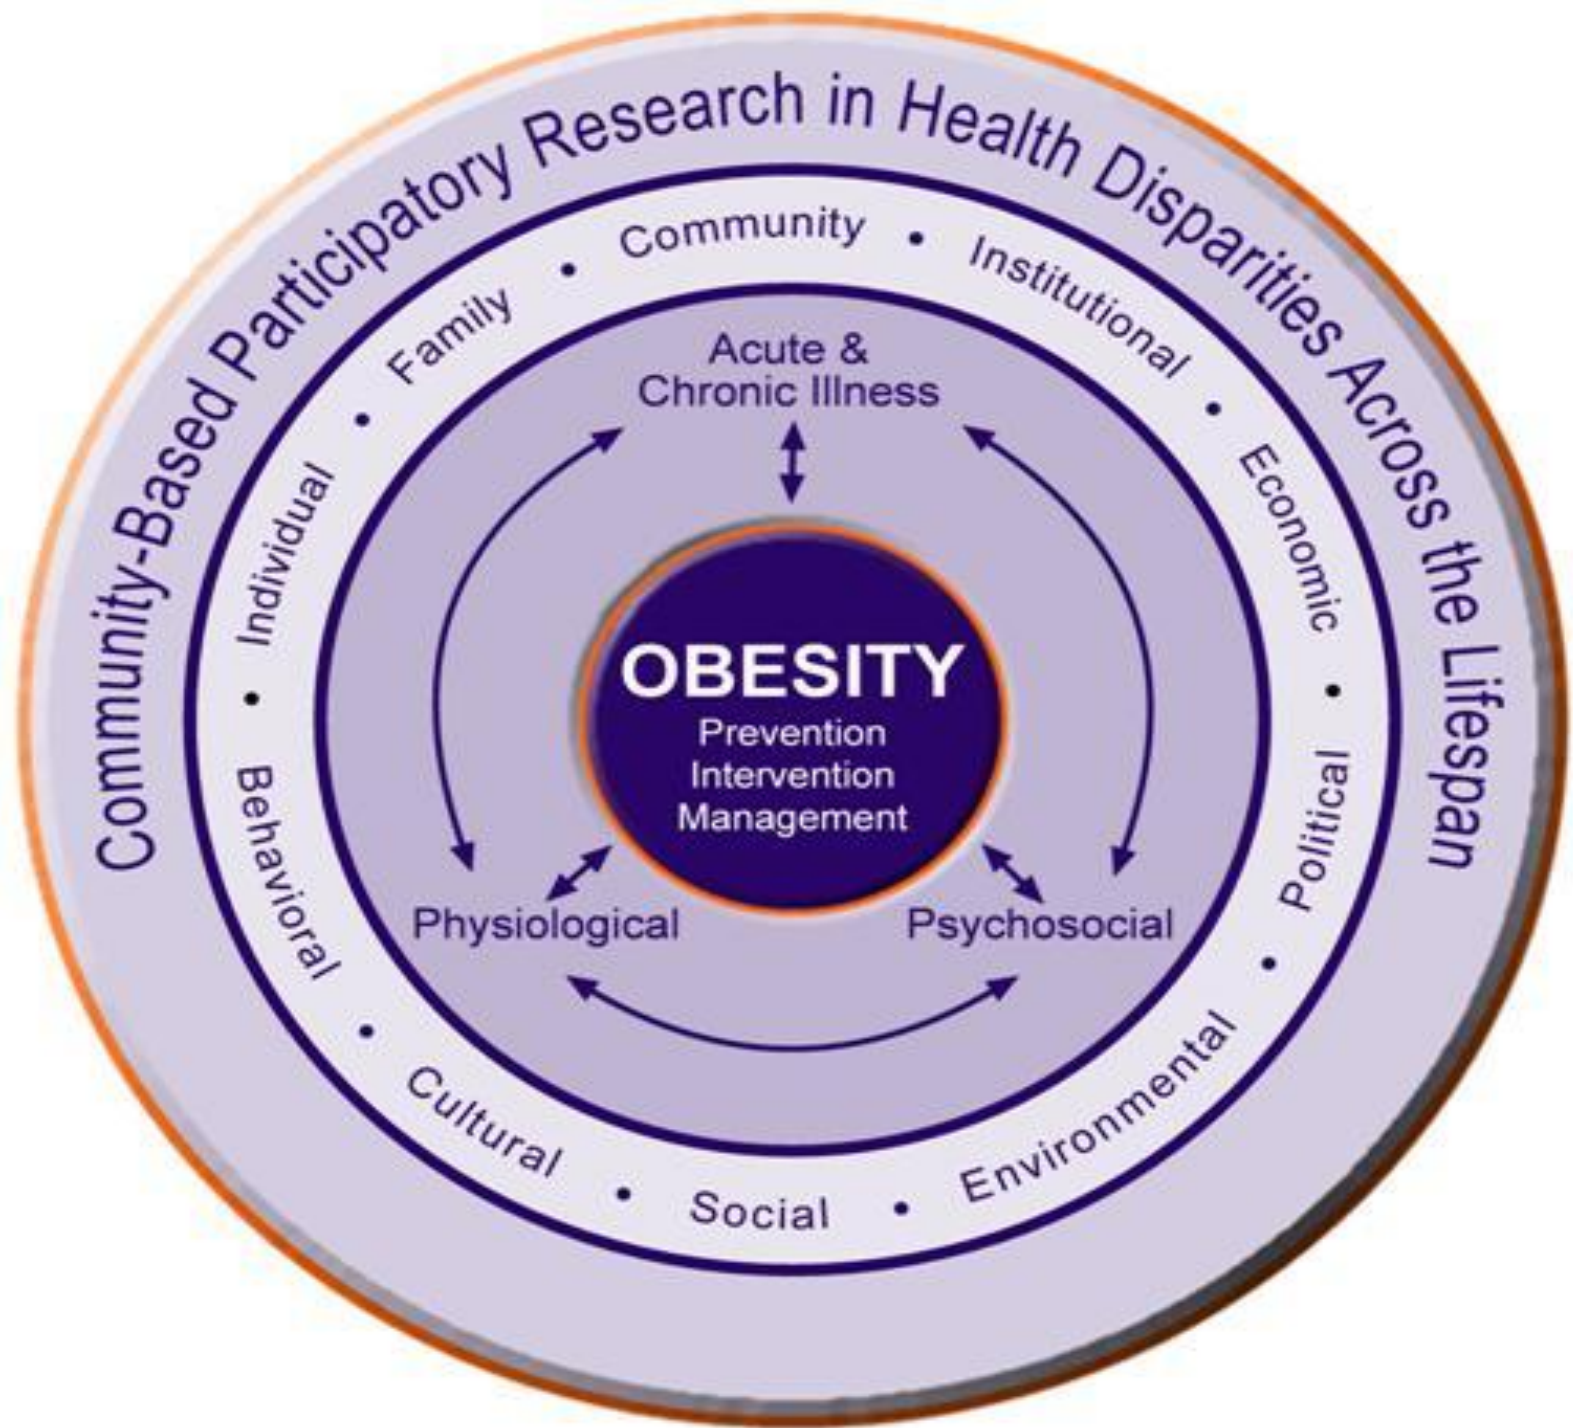 Community-Based Participatory Research in Health Disparities Across the Lifespan
Individual • Family • Community • Institutional • Economic • Political • Environmental • Social • Cultural • Behavioral •
Acute &
Chronic Illness
OBESITY
Prevention
Intervention
Management
Physiological
Psychosocial